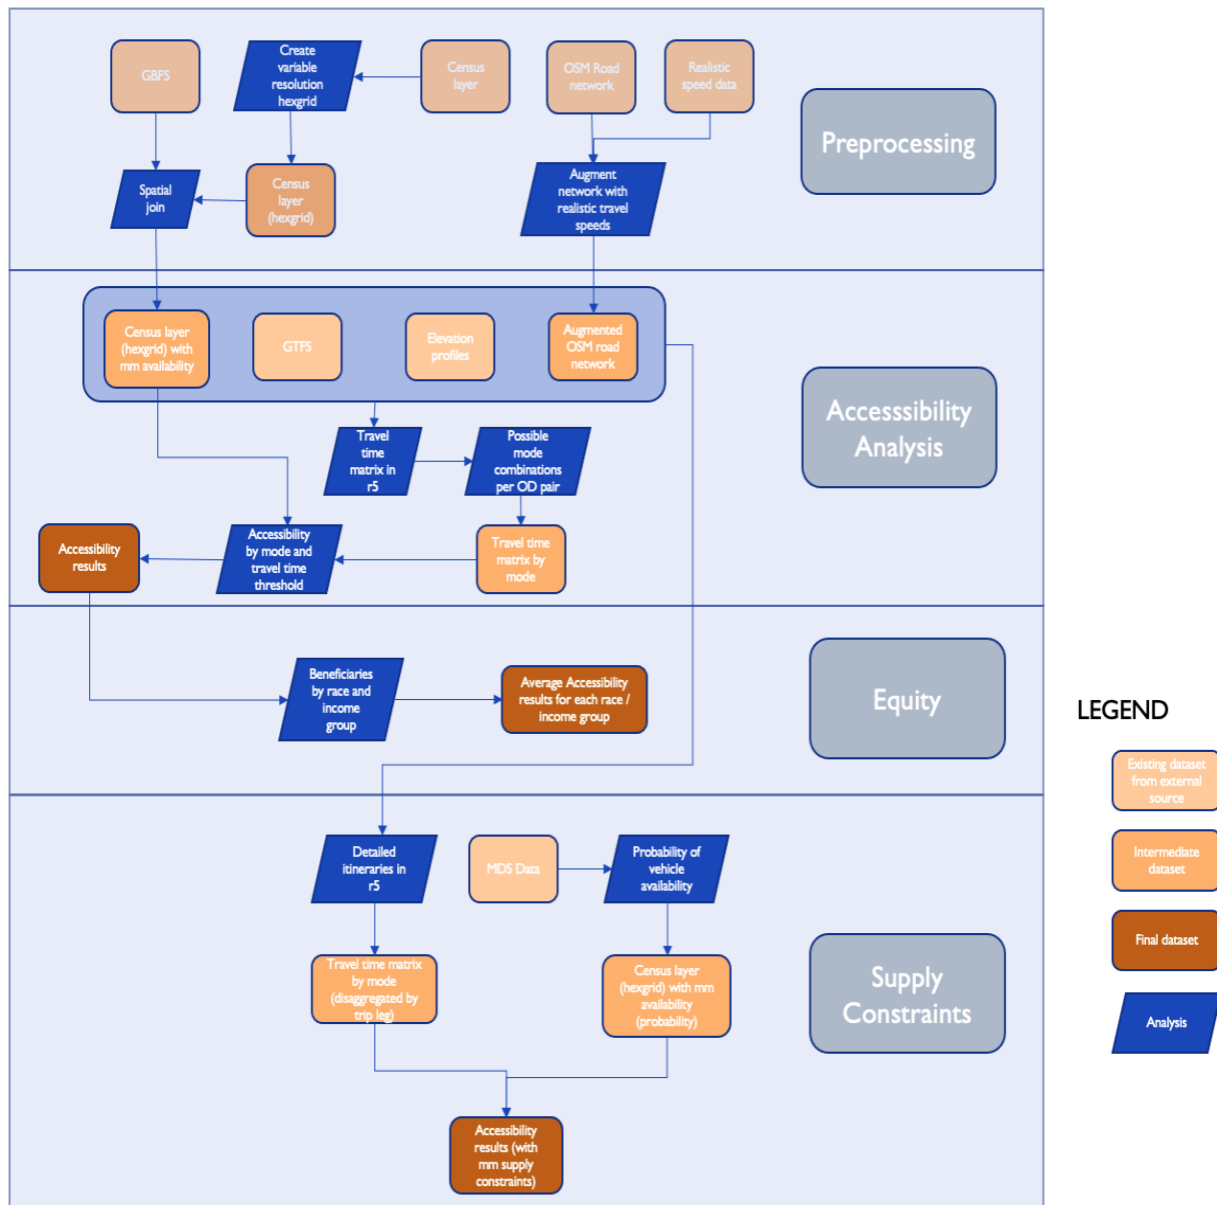 GBFS
Create
variable
resolution
hexgrid
Census
layer
OSM Road
network
Realistic
speed data
Preprocessing
Spatial
join
Census
layer
(hexgrid)
Augment
network with
realistic travel
speeds
Census layer
(hexgrid) with
mm availability
GTFS
Elevation
profiles
Augmented
OSM road
network
Accesssibility
Analysis
Travel
time
matrix in
r5
Possible
mode
combinations
per OD pair
Accessibility
results
Accessibility
by mode and
travel time
threshold
Travel time
matrix by
mode
Beneficiaries
by race and
income
group
Average Accessibility
results for each race /
income group
Equity
LEGEND
Existing dataset
from external
source
Intermediate
dataset
Final dataset
Analysis
Detailed
itineraries in
r5
MDS Data
Probability of
vehicle
availability
Travel time matrix
by mode
(disaggregated by
trip leg)
Census layer
(hexgrid) with mm
availability
(probability)
Supply
Constraints
Accessibility
results (with
mm supply
constraints)